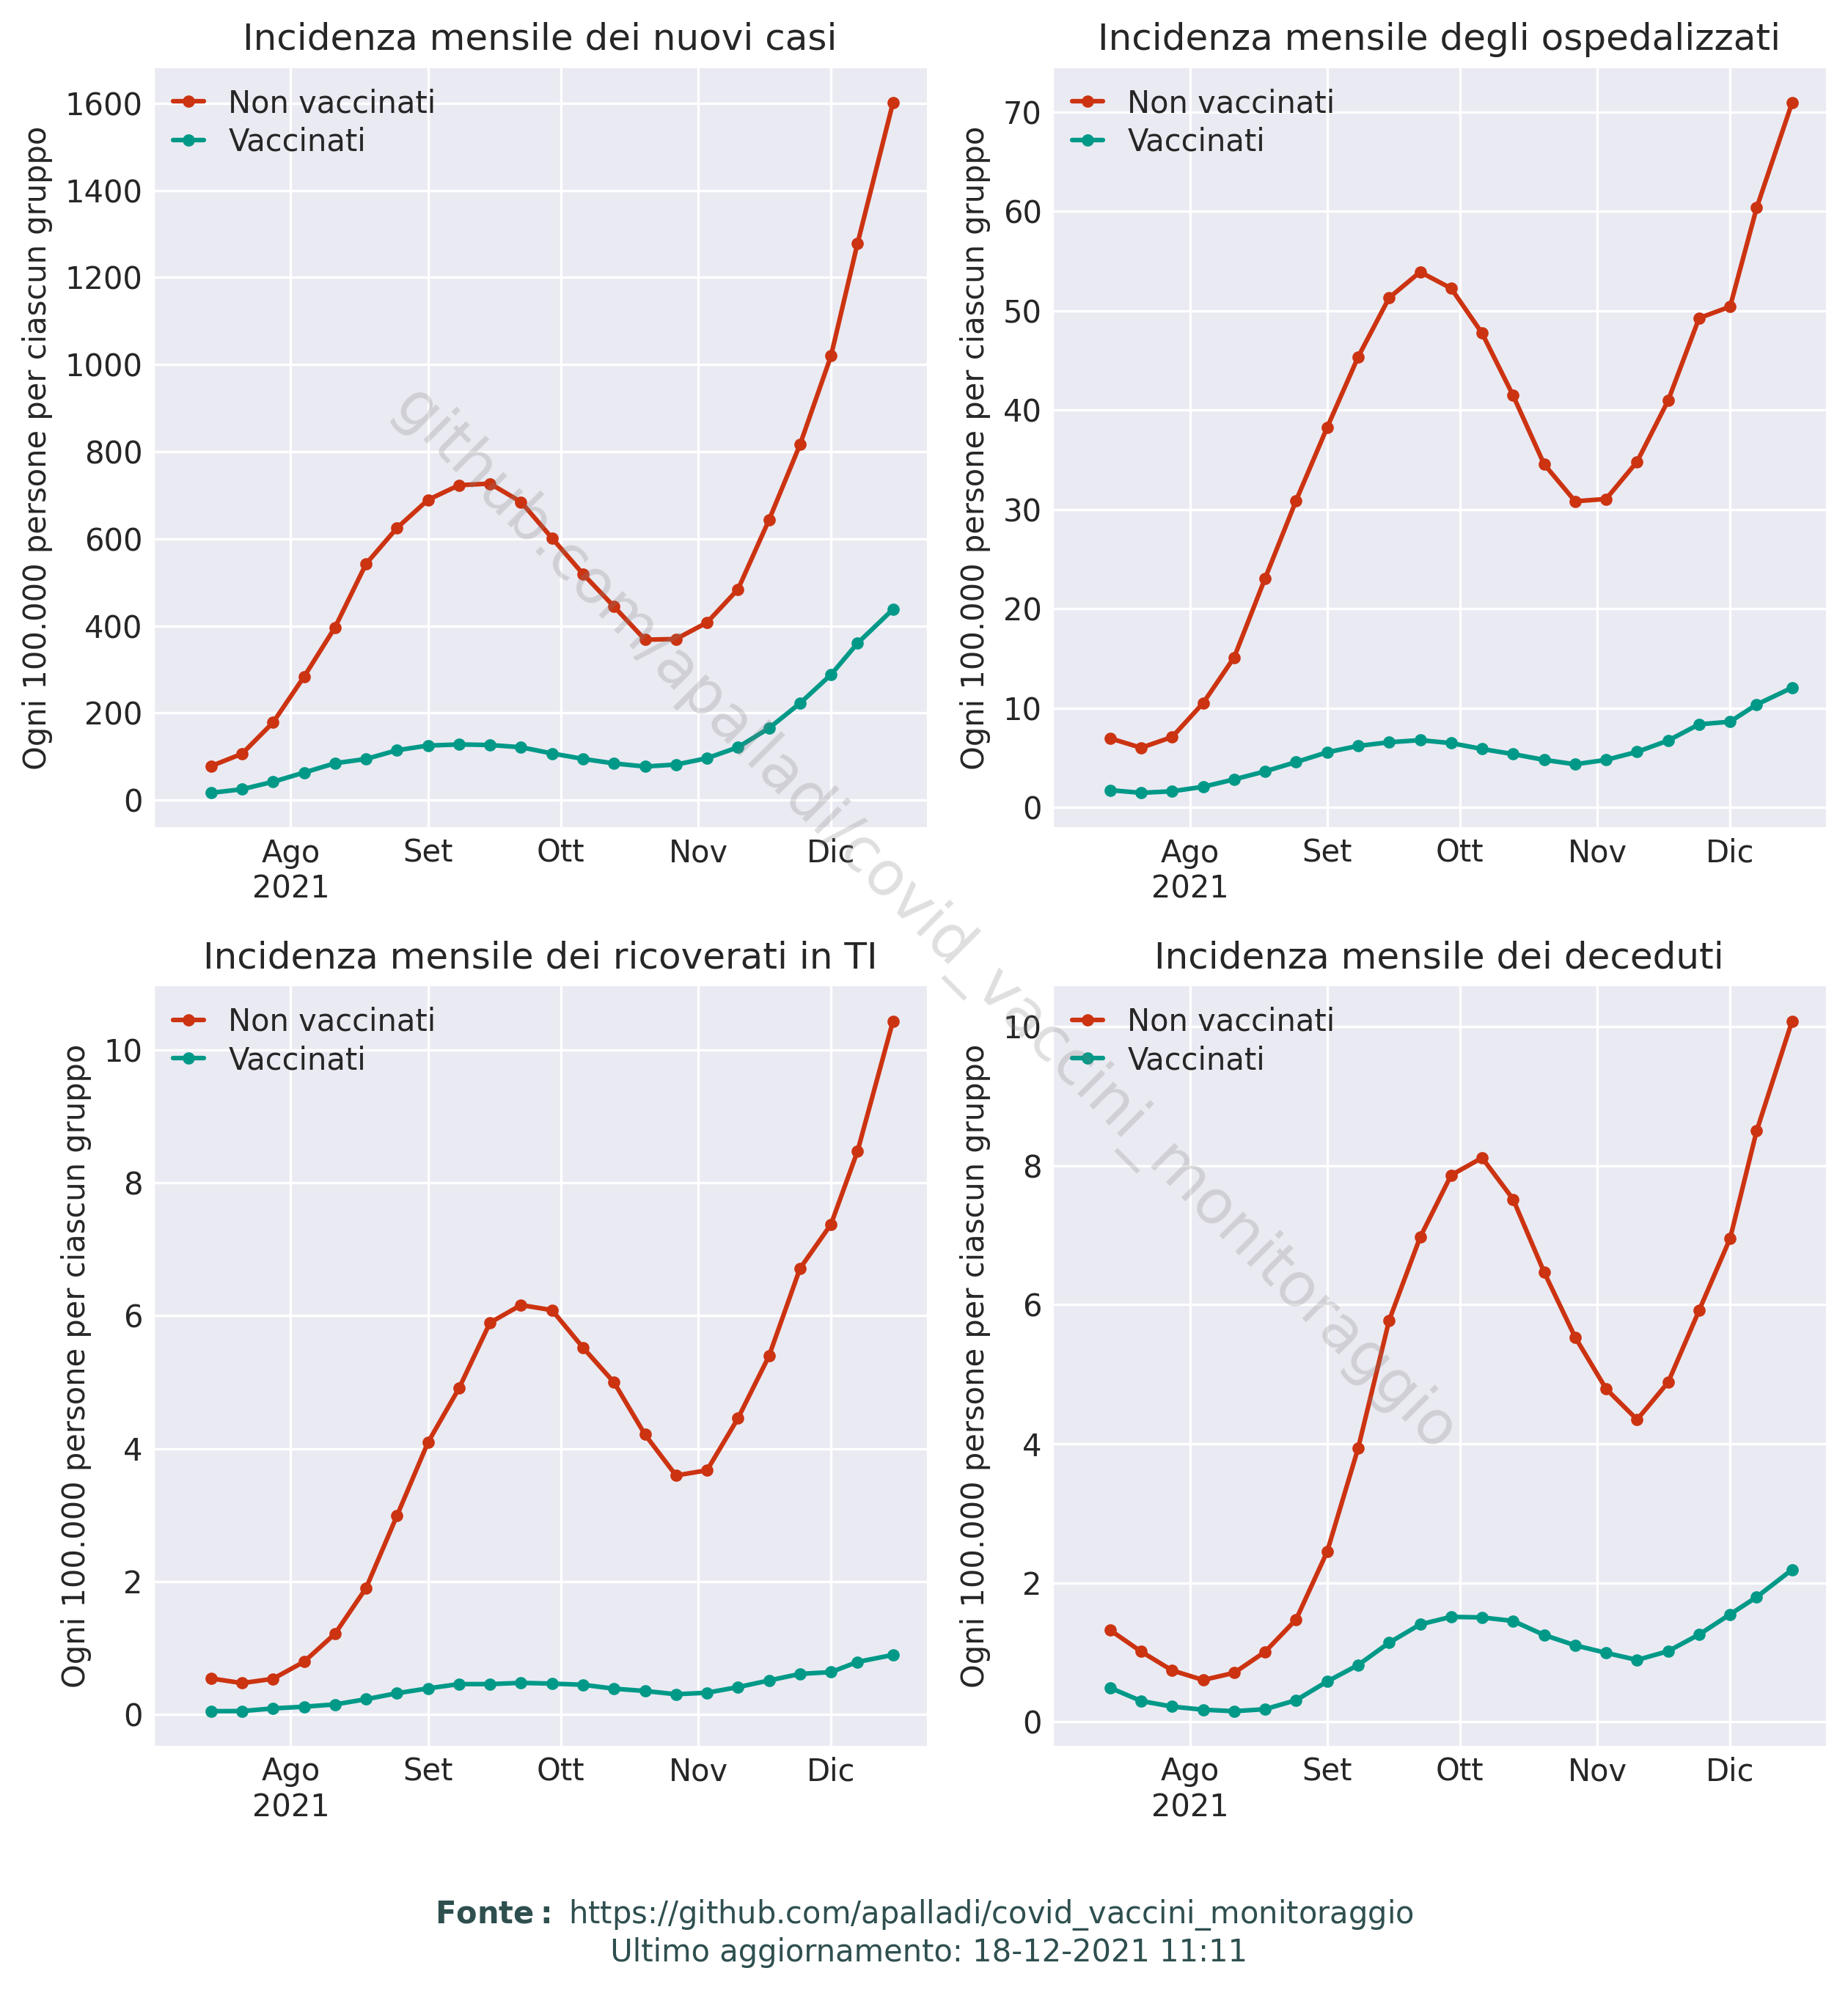 Incidenza mensile dei nuovi casi
Ogni 100.000 persone per ciascun gruppo
1600
1400
1200
1000
800
600
400
200
0
Non vaccinati
Vaccinati
Ago
2021
Set
Ott
Nov
Dic
Incidenza mensile degli ospedalizzati
Ogni 100.000 persone per ciascun gruppo
70
60
50
40
30
20
10
0
Non vaccinati
Vaccinati
Ago
2021
Set
Ott
Nov
Dic
Incidenza mensile dei ricoverati in TI
Ogni 100.000 persone per ciascun gruppo
10
8
6
4
2
0
Non vaccinati
Vaccinati
Ago
2021
Set
Ott
Nov
Dic
Incidenza mensile dei deceduti
Ogni 100.000 persone per ciascun gruppo
10
8
6
4
2
0
Non vaccinati
Vaccinati
Ago
2021
Set
Ott
Nov
Dic
github.com/apalladi/covid_vaccini_monitoraggio
Fonte: https://github.com/apalladi/covid_vaccini_monitoraggio
Ultimo aggiornamento: 18-12-2021 11:11